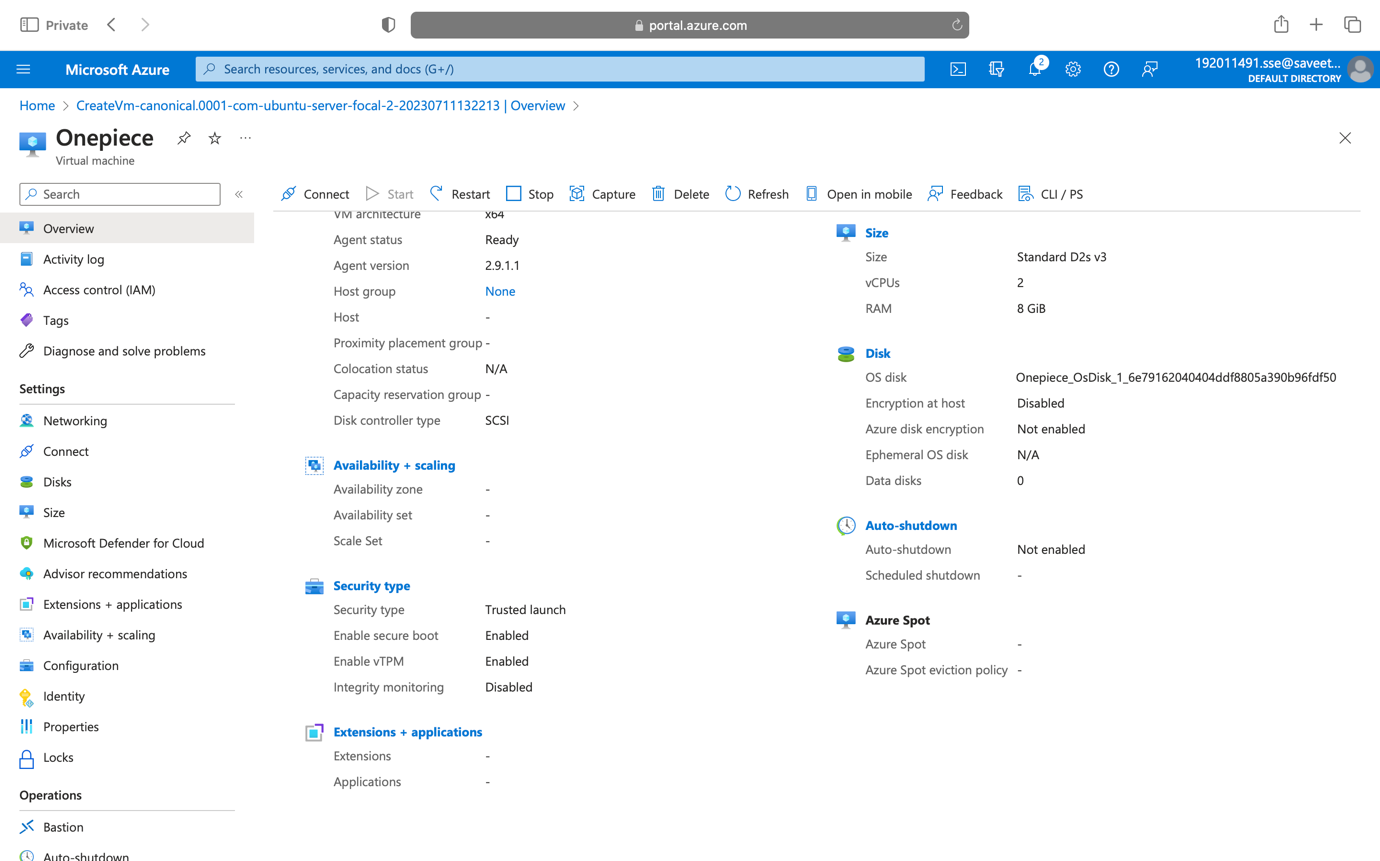 Private
portal.azure.com
Microsoft Azure
Search resources, services, and docs (G+/)
2
192011491.sse@saveet...
DEFAULT DIRECTORY
Home > CreateVm-canonical.0001-com-ubuntu-server-focal-2-20230711132213 | Overview >
Onepiece
Virtual machine
Search
«
Connect Start Restart Stop Capture Delete Refresh Open in mobile Feedback CLI / PS
Overview
Activity log
Access control (IAM)
Tags
Diagnose and solve problems
Settings
Networking
Connect
Disks
Size
Microsoft Defender for Cloud
Advisor recommendations
Extensions + applications
Availability + scaling
Configuration
Identity
Properties
Locks
Operations
Bastion
Auto-shutdown
VM architecture x64
Agent status Ready
Agent version 2.9.1.1
Host group None
Host -
Proximity placement group -
Colocation status N/A
Capacity reservation group -
Disk controller type SCSI
Availability + scaling
Availability zone -
Availability set -
Scale Set -
Security type
Security type Trusted launch
Enable secure boot Enabled
Enable vTPM Enabled
Integrity monitoring Disabled
Extensions + applications
Extensions -
Applications -
Size
Size Standard D2s v3
vCPUs 2
RAM 8 GiB
Disk
OS disk Onepiece_OsDisk_1_6e79162040404ddf8805a390b96fdf50
Encryption at host Disabled
Azure disk encryption Not enabled
Ephemeral OS disk N/A
Data disks 0
Auto-shutdown
Auto-shutdown Not enabled
Scheduled shutdown -
Azure Spot
Azure Spot -
Azure Spot eviction policy -